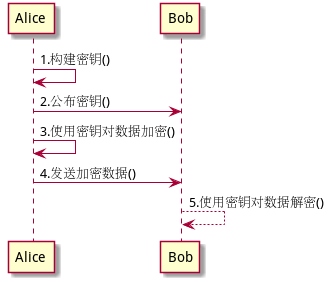 Alice Bob
1.构建密钥()
2.公布密钥()
3.使用密钥对数据加密()
4.发送加密数据()
5.使用密钥对数据解密()
Alice Bob